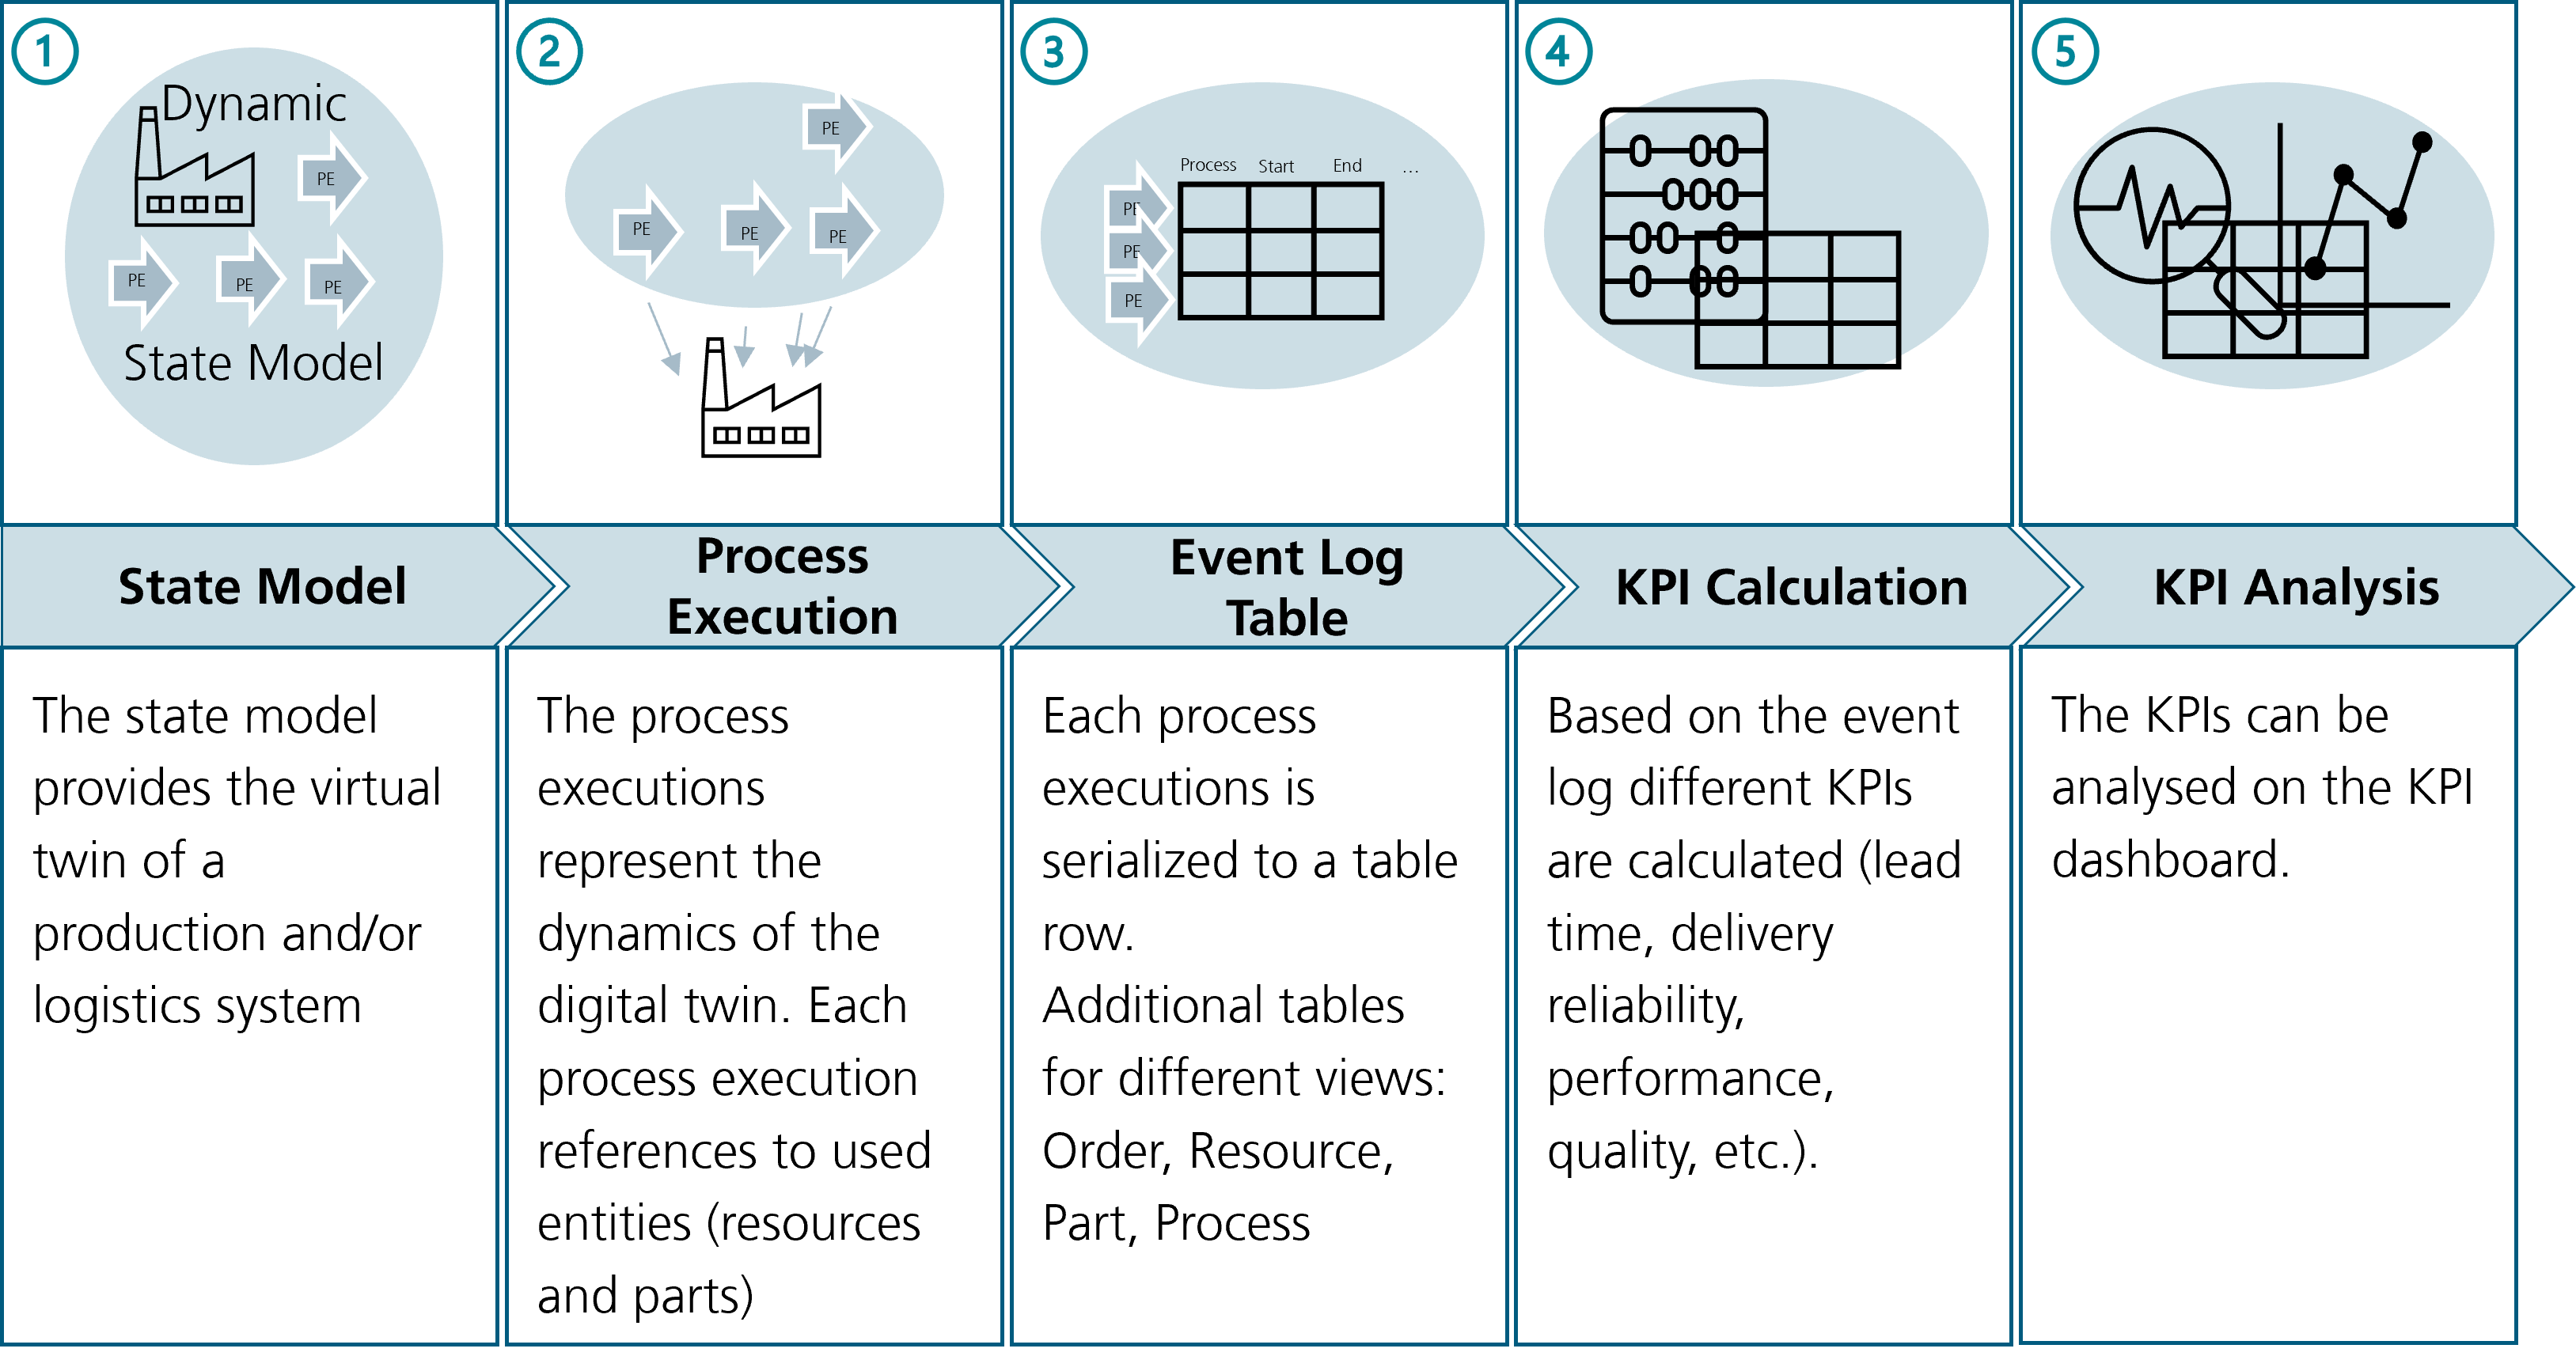 1
Dynamic
PE
PE
PE
PE
State Model
2
PE
PE
PE
PE
3
Process Start End ...
PE
PE
PE
4
5
State Model
Process
Execution
Event Log
Table
KPI Calculation
KPI Analysis
The state model
provides the virtual
twin of a
production and/or
logistics system
The process
executions
represent the
dynamics of the
digital twin. Each
process execution
references to used
entities (resources
and parts)
Each process
executions is
serialized to a table
row.
Additional tables
for different views:
Order, Resource,
Part, Process
Based on the event
log different KPIs
are calculated (lead
time, delivery
reliability,
performance,
quality, etc.).
The KPIs can be
analysed on the KPI
dashboard.